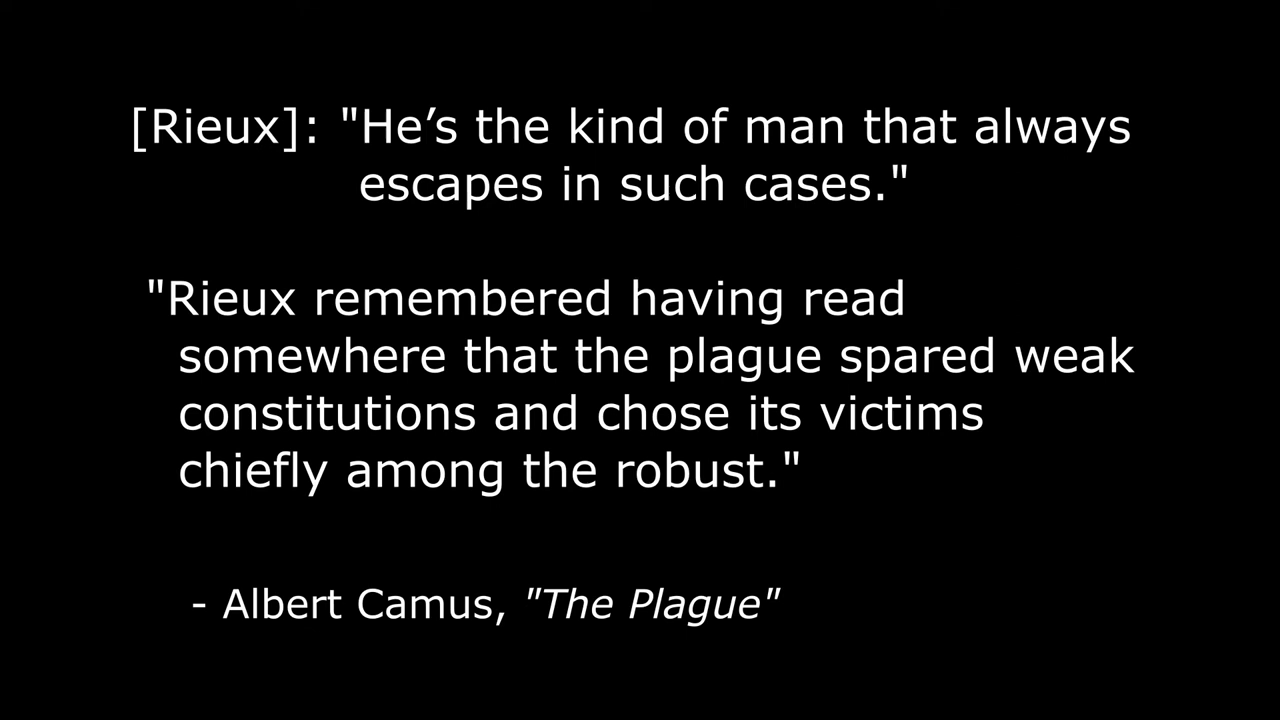 [Rieux]: "He’s the kind of man that always
escapes in such cases."
"Rieux remembered having read
somewhere that the plague spared weak
constitutions and chose its victims
chiefly among the robust."
- Albert Camus, "The Plague"